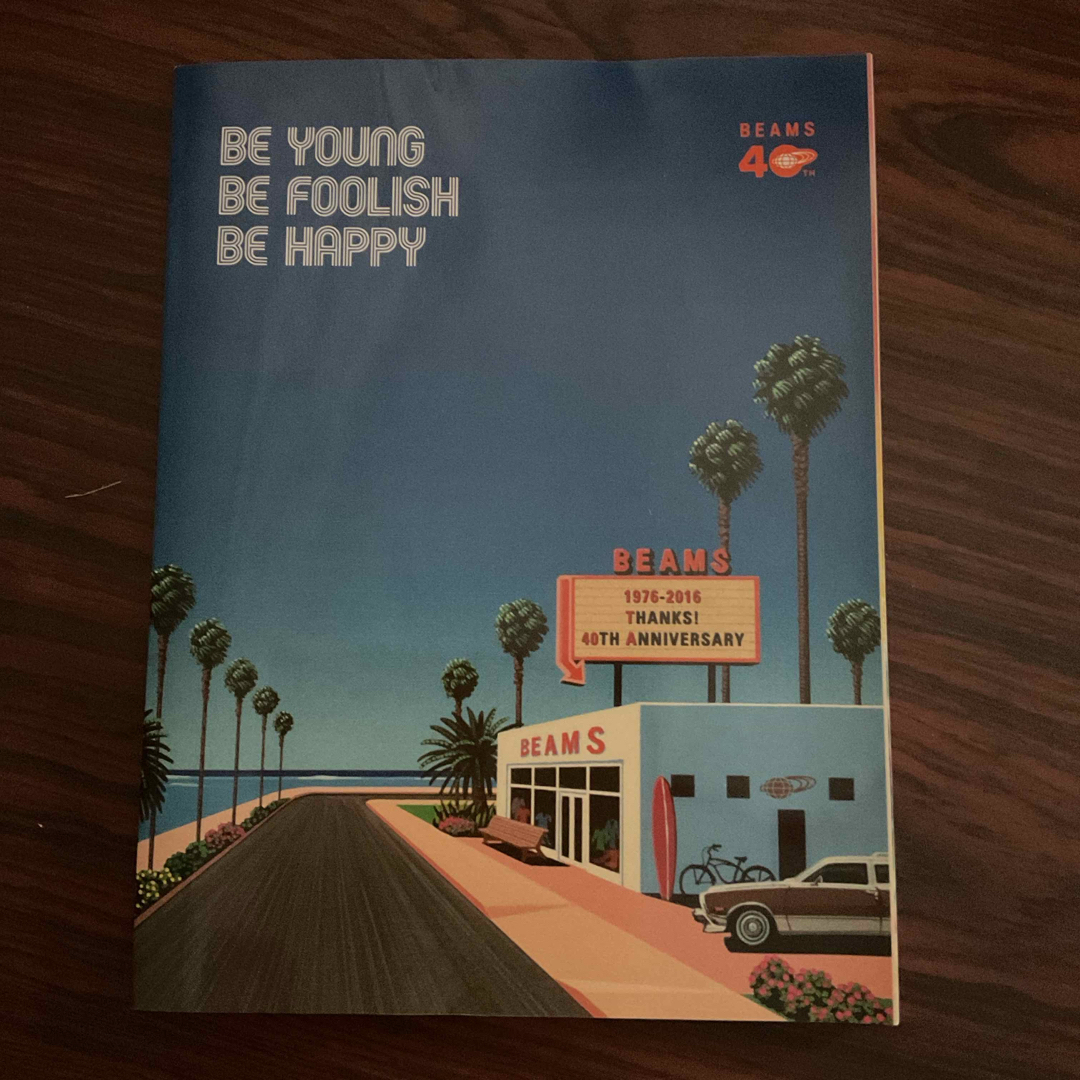 BE YOUNG
BE FOOLISH
BE HAPPY
BEAMS
40TH
BEAMS
1976-2016
THANKS!
40TH ANNIVERSARY
BEAMS